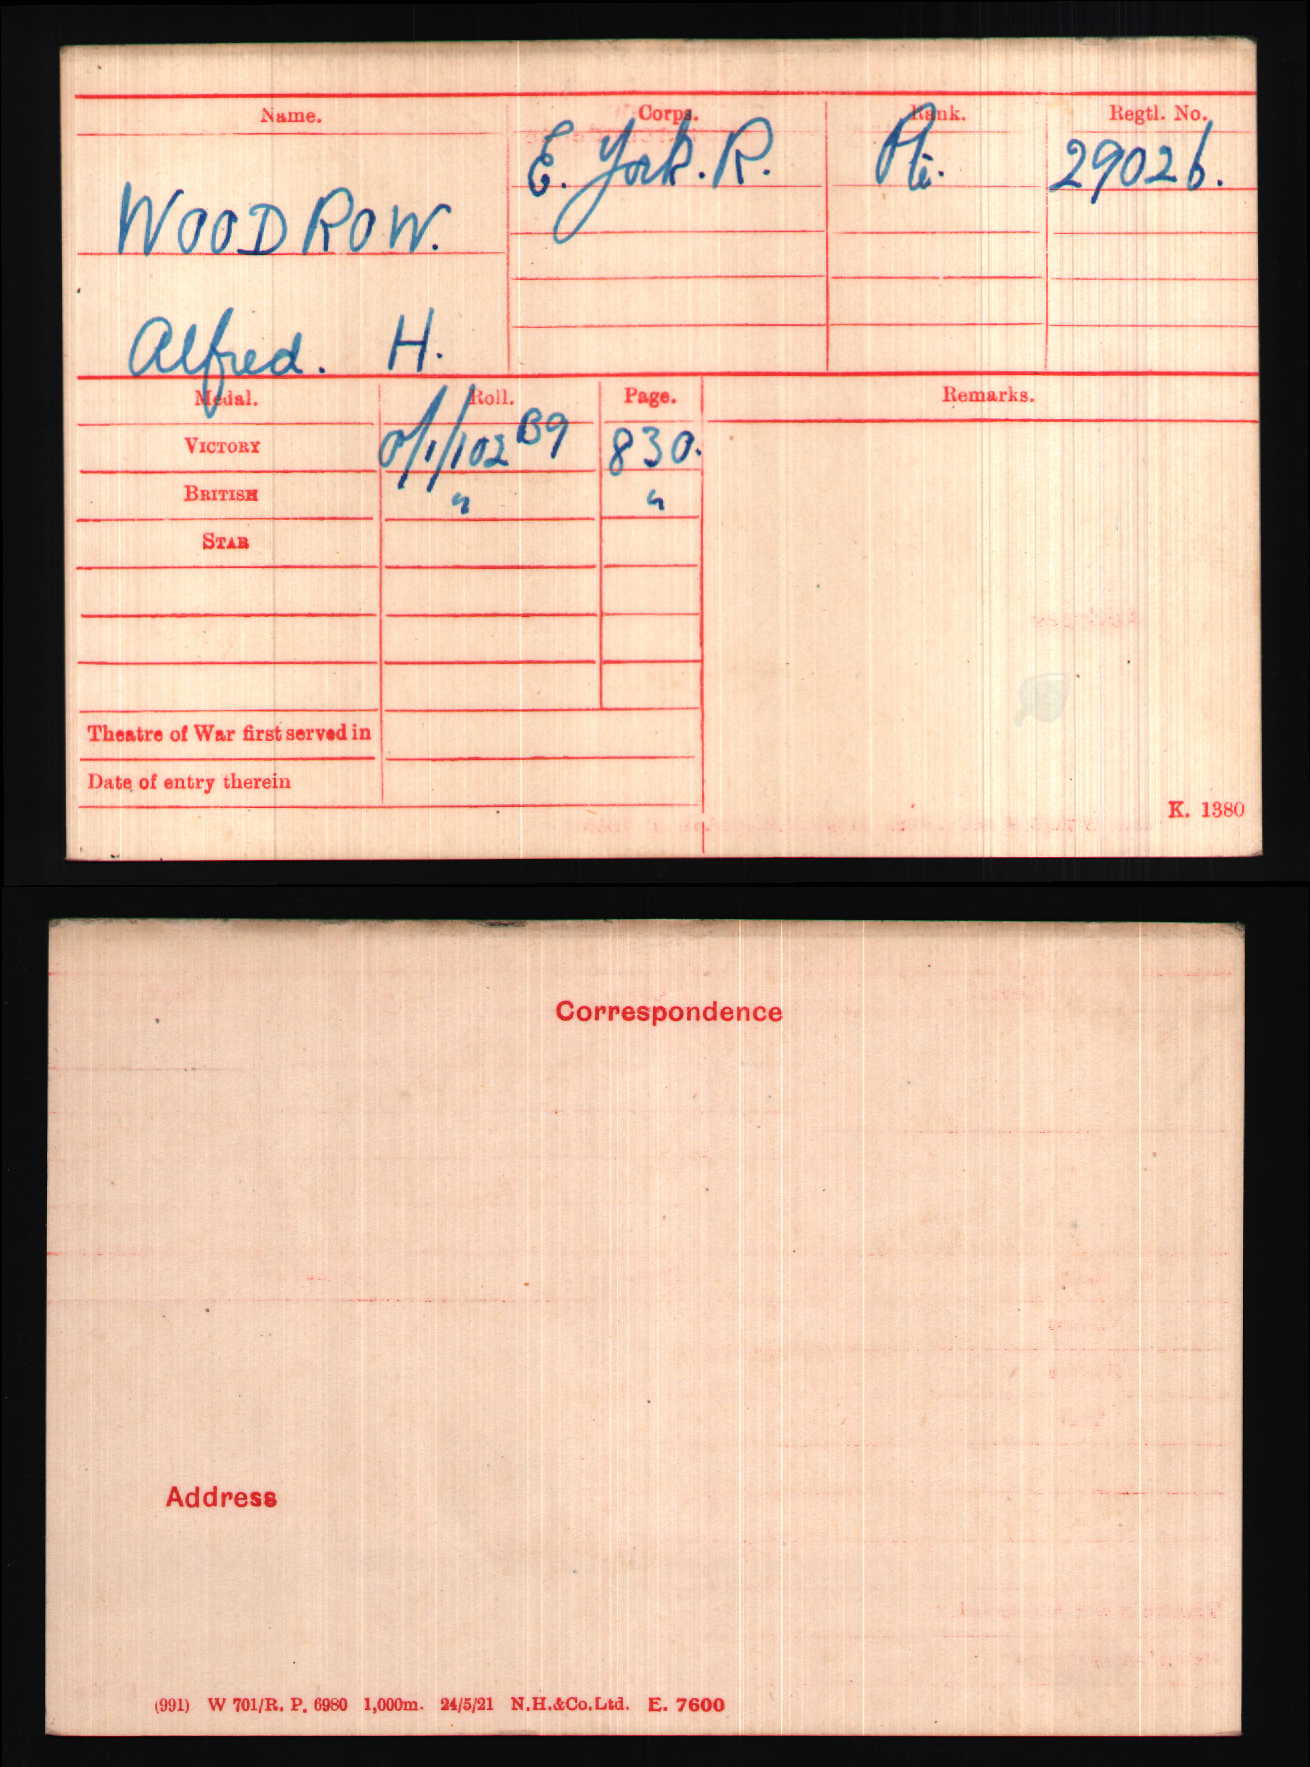 Name. Corps. Rank. Regtl. No.
WOODROW. E. York. R. Pte. 29026.
Alfred. H.
Medal. Roll. Page. Remarks.
VICTORY O/1/102 B9 830.
BRITISH " "
STAR
Theatre of War first served in
Date of entry therein
K. 1380
Correspondence
Address
(991) W 701/R. P. 6980 1,000m. 24/5/21 N.H.&Co.Ltd. E. 7600